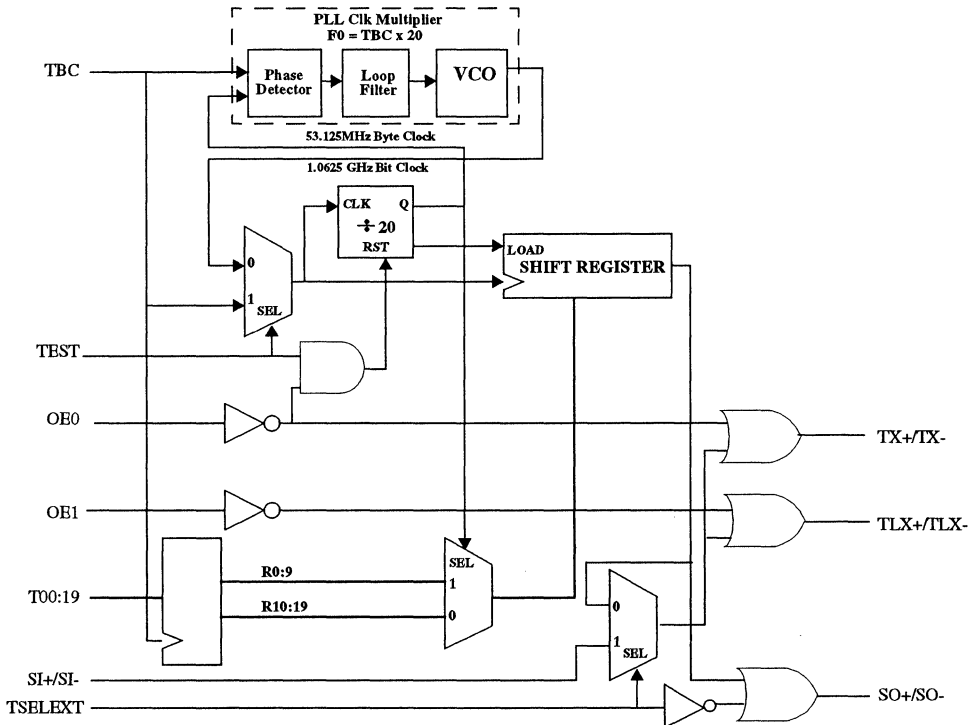 PLL Clk Multiplier
F0 = TBC x 20
TBC
Phase
Detector
Loop
Filter
VCO
53.125MHz Byte Clock
1.0625 GHz Bit Clock
CLK
Q
÷ 20
RST
LOAD
SHIFT REGISTER
0
1
SEL
TEST
OE0
TX+/TX-
OE1
TLX+/TLX-
SEL
R0:9
1
T00:19
R10:19
0
0
1
SEL
SI+/SI-
TSELEXT
SO+/SO-